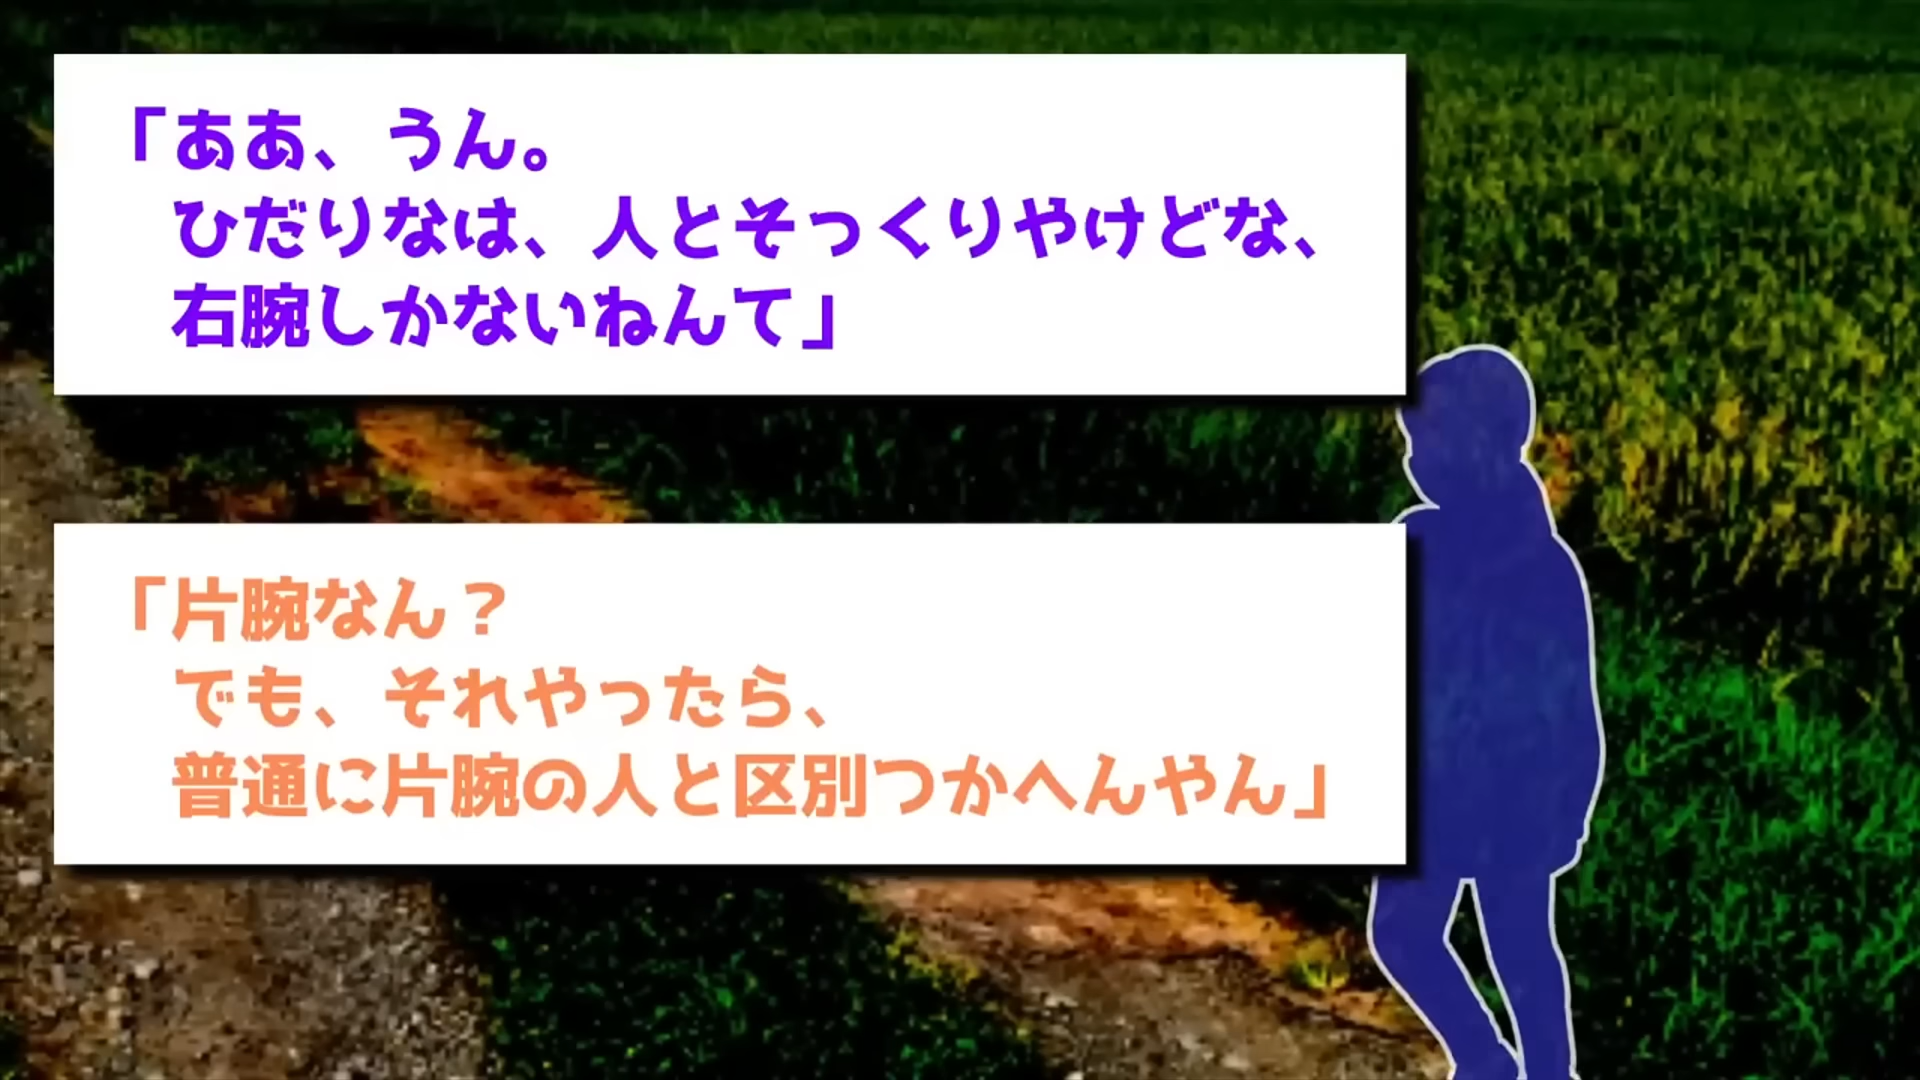 「ああ、うん。
ひだりなは、人とそっくりやけどな、
右腕しかないねんて」
「片腕なん？
でも、それやったら、
普通に片腕の人と区別つかへんやん」